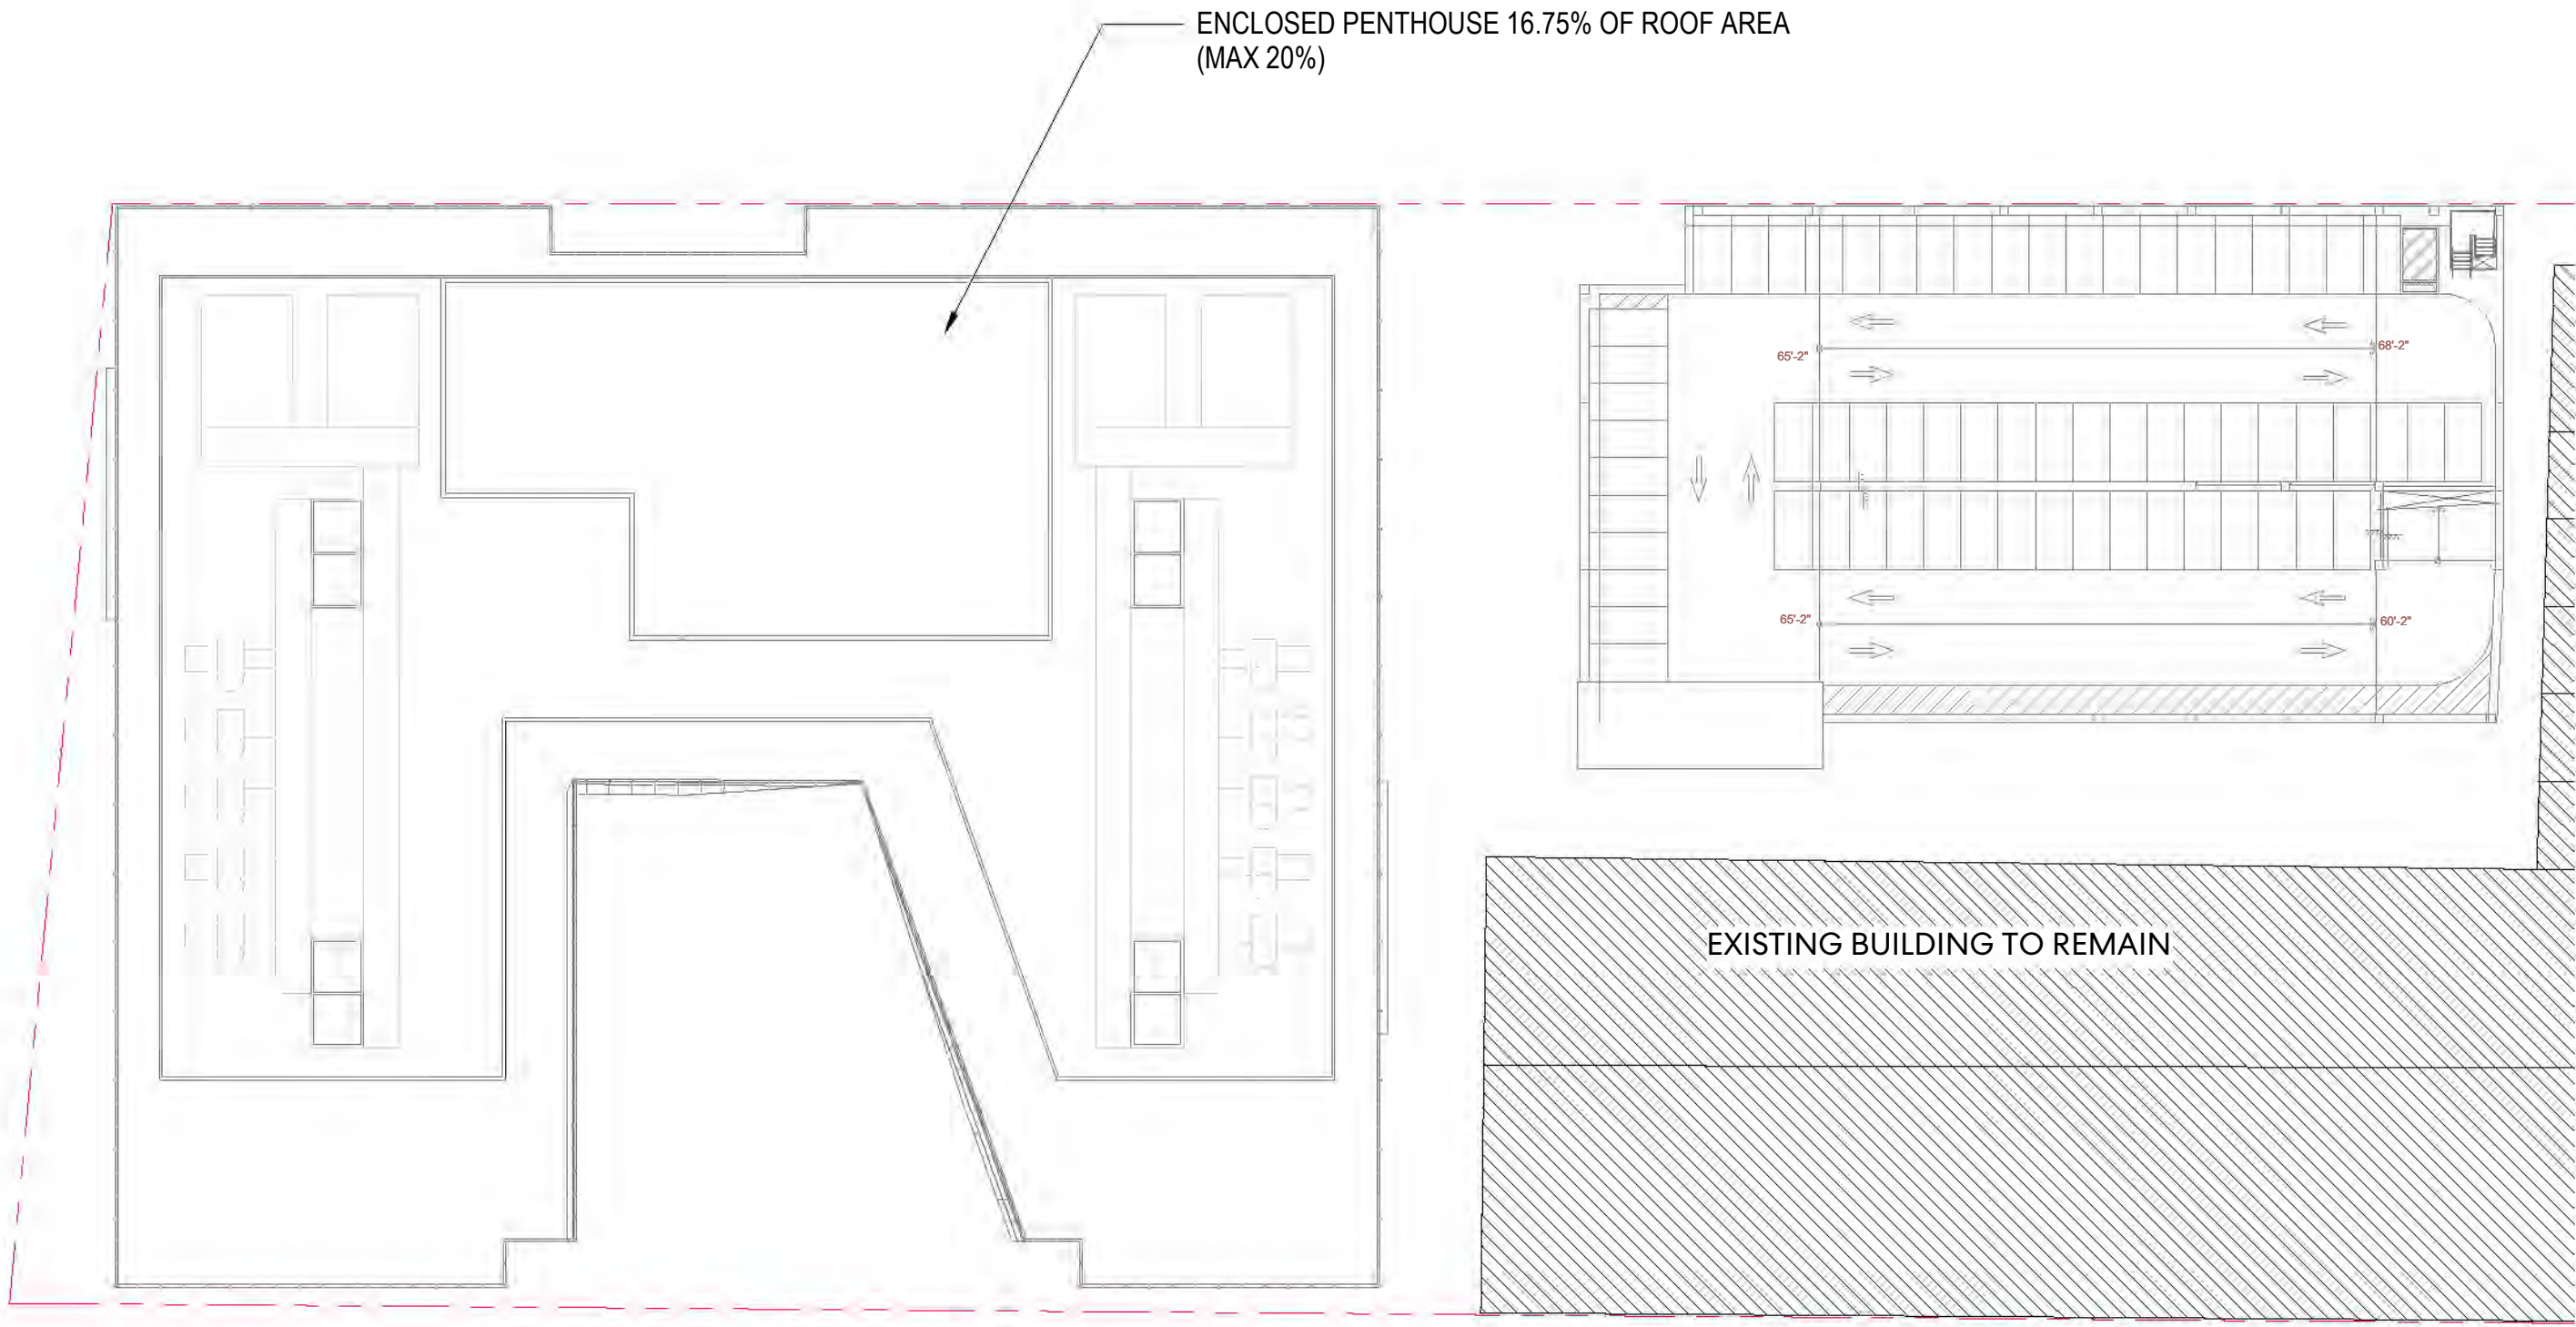 ENCLOSED PENTHOUSE 16.75% OF ROOF AREA
(MAX 20%)
65'-2"
68'-2"
65'-2"
60'-2"
EXISTING BUILDING TO REMAIN